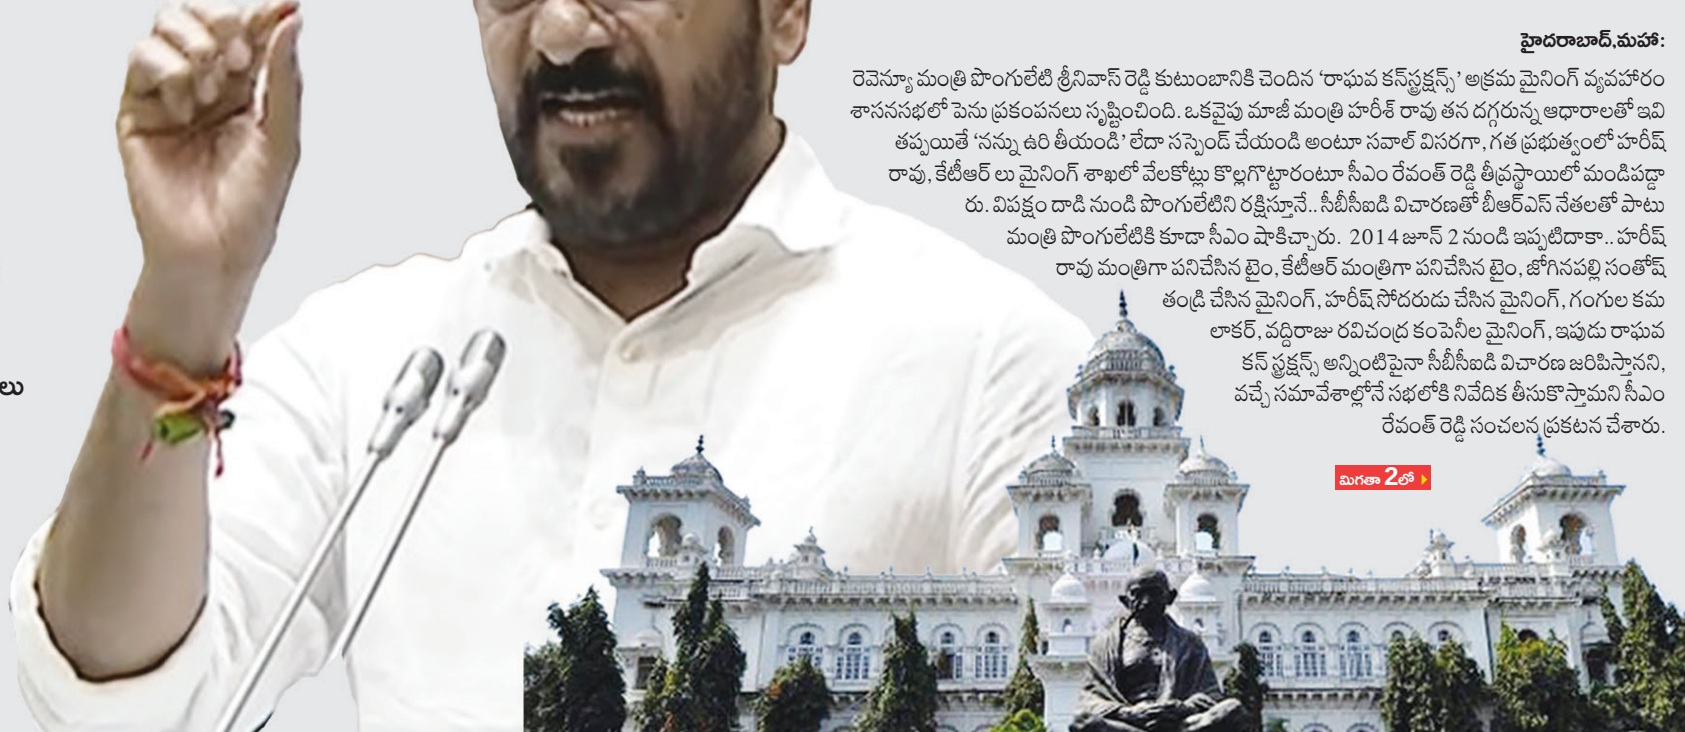 హైదరాబాద్,మహా:
రెవెన్యూ మంత్రి పొంగులేటి శ్రీనివాస్ రెడ్డి కుటుంబానికి చెందిన ‘రాఘవ కన్‌స్ట్రక్షన్స్’ అక్రమ మైనింగ్ వ్యవహారం
శాసనసభలో పెను ప్రకంపనలు సృష్టించింది. ఒకవైపు మాజీ మంత్రి హరీశ్ రావు తన దగ్గరున్న ఆధారాలతో ఇవి
తప్పయితే ‘నన్ను ఉరి తీయండి’ లేదా సస్పెండ్ చేయండి అంటూ సవాల్ విసరగా, గత ప్రభుత్వంలో హరీష్
రావు, కేటీఆర్ లు మైనింగ్ శాఖలో వేలకోట్లు కొల్లగొట్టారంటూ సీఎం రేవంత్ రెడ్డి తీవ్రస్థాయిలో మండిపడ్డా
రు. విపక్షం దాడి నుండి పొంగులేటిని రక్షిస్తూనే.. సీబీసీఐడి విచారణతో బీఆర్ఎస్ నేతలతో పాటు
మంత్రి పొంగులేటికి కూడా సీఎం షాకిచ్చారు. 2014 జూన్ 2 నుండి ఇప్పటిదాకా.. హరీష్
రావు మంత్రిగా పనిచేసిన టైం, కేటీఆర్ మంత్రిగా పనిచేసిన టైం, జోగినపల్లి సంతోష్
తండ్రి చేసిన మైనింగ్, హరీష్ సోదరుడు చేసిన మైనింగ్, గంగుల కమ
లాకర్, వద్దిరాజు రవిచంద్ర కంపెనీల మైనింగ్, ఇపుడు రాఘవ
కన్ స్ట్రక్షన్స్ అన్నింటిపైనా సీబీసీఐడి విచారణ జరిపిస్తానని,
వచ్చే సమావేశాల్లోనే సభలోకి నివేదిక తీసుకొస్తామని సీఎం
రేవంత్ రెడ్డి సంచలన ప్రకటన చేశారు.
లు
మిగతా 2లో